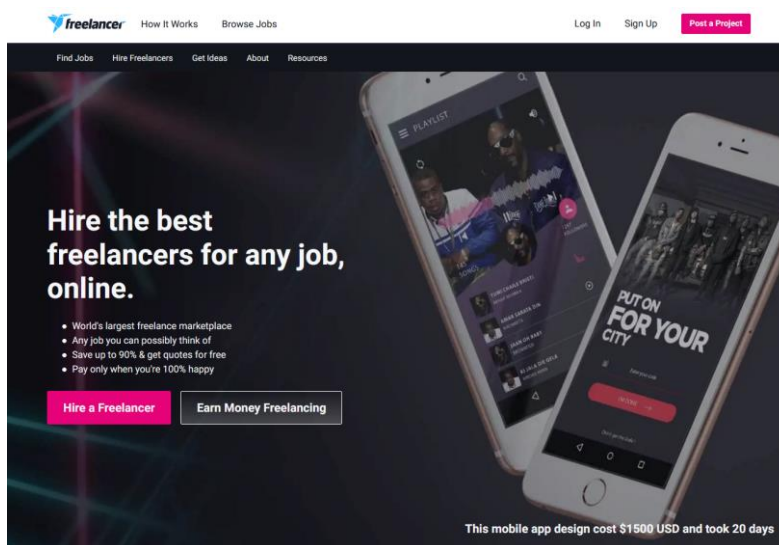 freelancer How It Works Browse Jobs Log In Sign Up Post a Project
Find Jobs Hire Freelancers Get Ideas About Resources
PLAYLIST
Hire the best
freelancers for any job,
online.
World's largest freelance marketplace
Any job you can possibly think of
Save up to 90% & get quotes for free
Pay only when you're 100% happy
Hire a Freelancer Earn Money Freelancing
PUT ON
FOR YOUR
CITY
This mobile app design cost $1500 USD and took 20 days